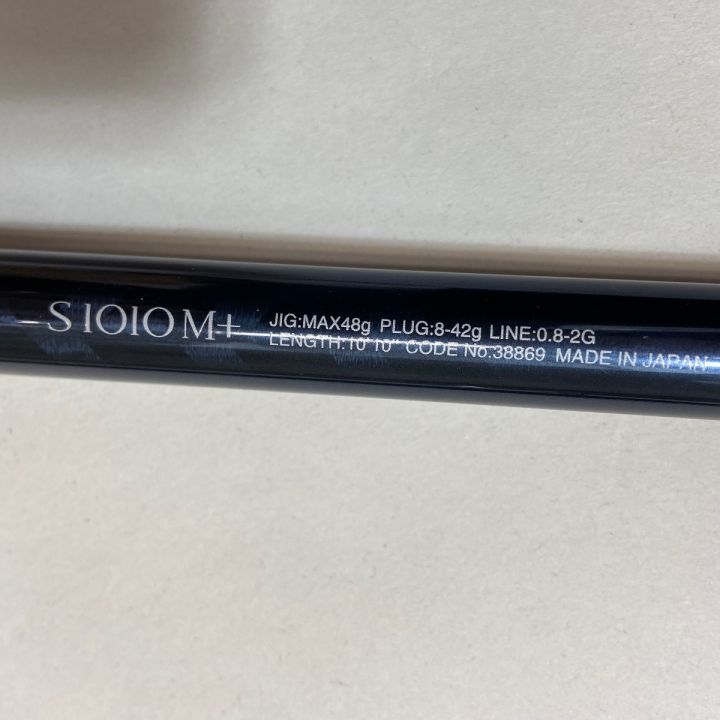 S1010M+
JIG:MAX48g PLUG:8-42g LINE:0.8-2G
LENGTH:10'10" CODE No.38869 MADE IN JAPAN